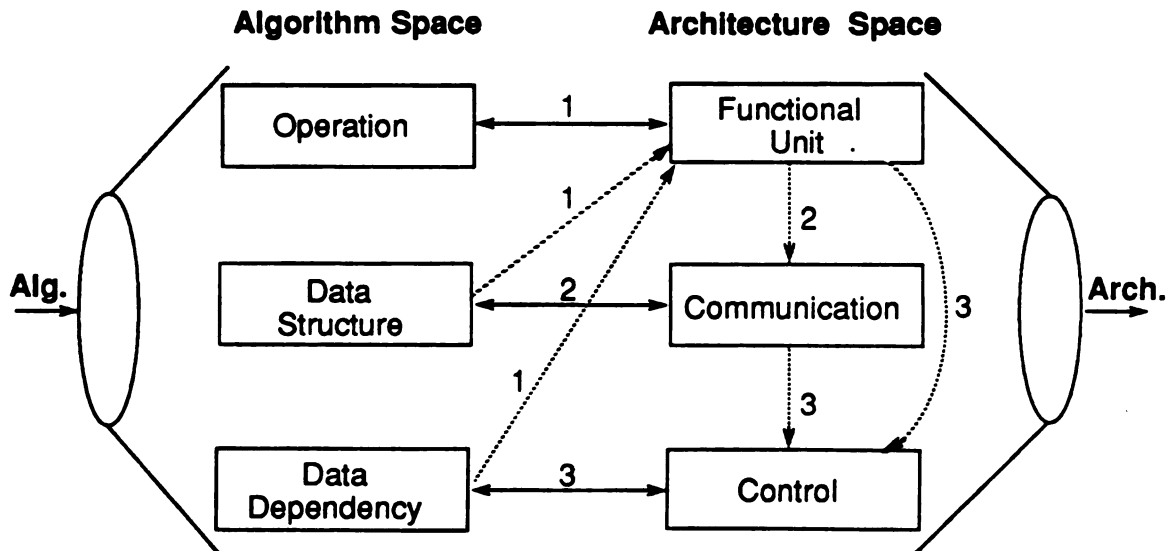 Algorithm Space
Architecture Space
Operation
1
Functional
Unit
1
2
Alg.
Data
Structure
2
Communication
3
Arch.
1
3
Data
Dependency
3
Control